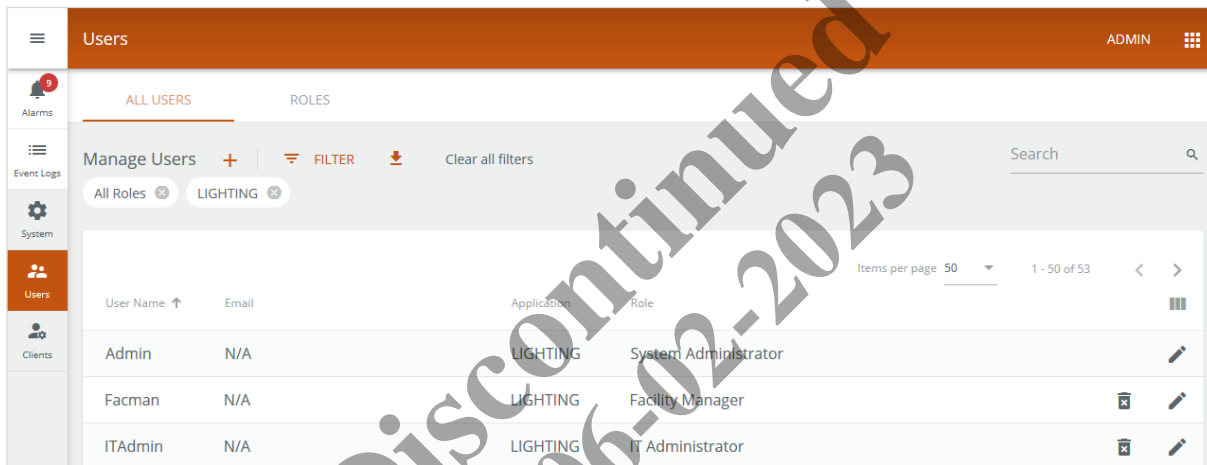 Users
ADMIN
9
Alarms
ALL USERS ROLES
Event Logs
Manage Users + FILTER Clear all filters
Search
All Roles LIGHTING
System
Users
Items per page 50 1 - 50 of 53
User Name Email Application Role
Clients
Admin N/A LIGHTING System Administrator
Facman N/A LIGHTING Facility Manager
ITAdmin N/A LIGHTING IT Administrator
Discontinued
06-02-2023